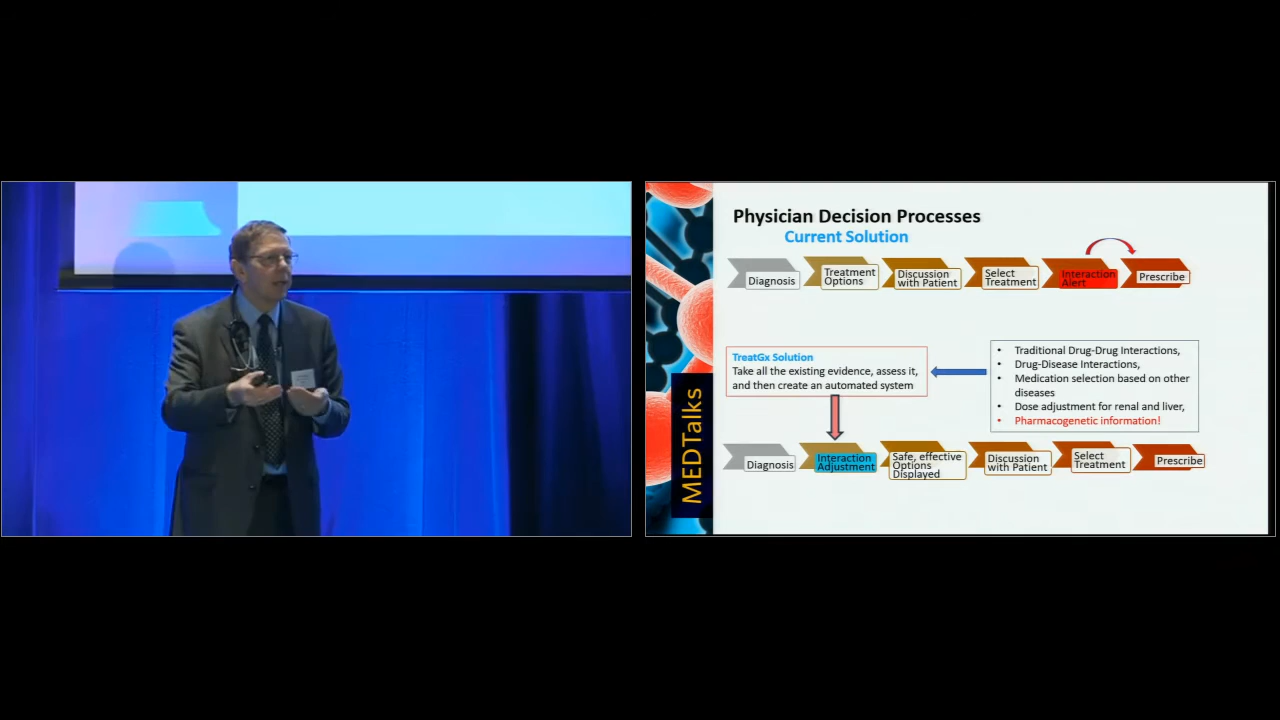 Physician Decision Processes
Current Solution
Diagnosis
Treatment
Options
Discussion
with Patient
Select
Treatment
Interaction
Alert
Prescribe
TreatGx Solution
Take all the existing evidence, assess it,
and then create an automated system
• Traditional Drug-Drug Interactions,
• Drug-Disease Interactions,
• Medication selection based on other
diseases
• Dose adjustment for renal and liver,
• Pharmacogenetic information!
Diagnosis
Interaction
Adjustment
Safe, effective
Options
Displayed
Discussion
with Patient
Select
Treatment
Prescribe
MEDTalks